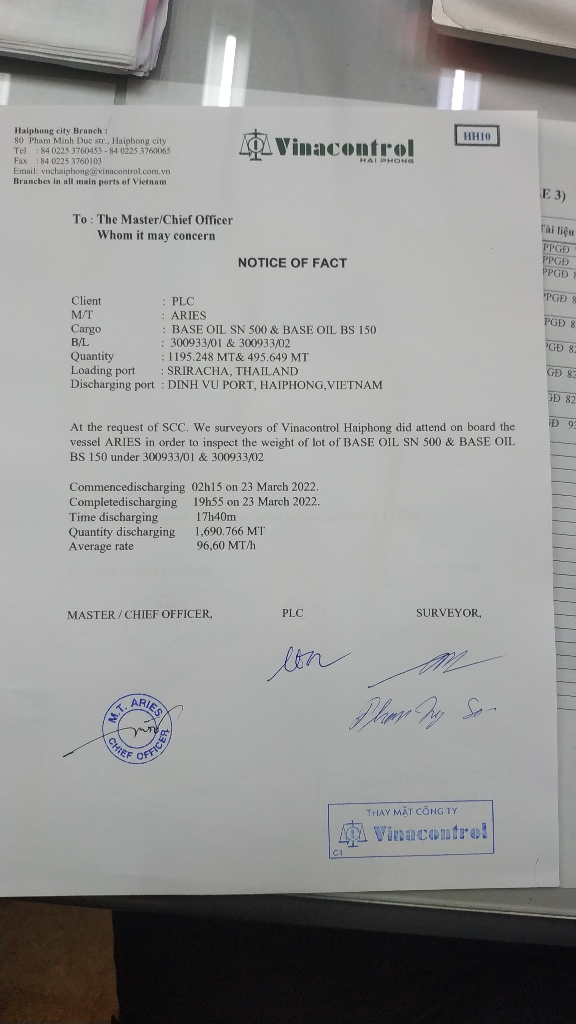 Haiphong city Branch :
80 Pham Minh Duc str., Haiphong city
Tel : 84 0225 3760453 - 84 0225 3760065
Fax : 84 0225 3760103
Email: vnchaiphong@vinacontrol.com.vn
Branches in all main ports of Vietnam
Vinacontrol
HAI PHONG
HH10
To : The Master/Chief Officer
Whom it may concern
NOTICE OF FACT
Client : PLC
M/T : ARIES
Cargo : BASE OIL SN 500 & BASE OIL BS 150
B/L : 300933/01 & 300933/02
Quantity : 1195.248 MT& 495.649 MT
Loading port : SRIRACHA, THAILAND
Discharging port : DINH VU PORT, HAIPHONG,VIETNAM
At the request of SCC. We surveyors of Vinacontrol Haiphong did attend on board the
vessel ARIES in order to inspect the weight of lot of BASE OIL SN 500 & BASE OIL
BS 150 under 300933/01 & 300933/02
Commencedischarging 02h15 on 23 March 2022.
Completedischarging 19h55 on 23 March 2022.
Time discharging 17h40m
Quantity discharging 1,690.766 MT
Average rate 96,60 MT/h
MASTER / CHIEF OFFICER, PLC SURVEYOR,
M.T. ARIES
CHIEF OFFICER
THAY MẶT CÔNG TY
Vinacontrol
C1
E 3)
Tài liệu
PPGĐ
PPGĐ
PPGĐ